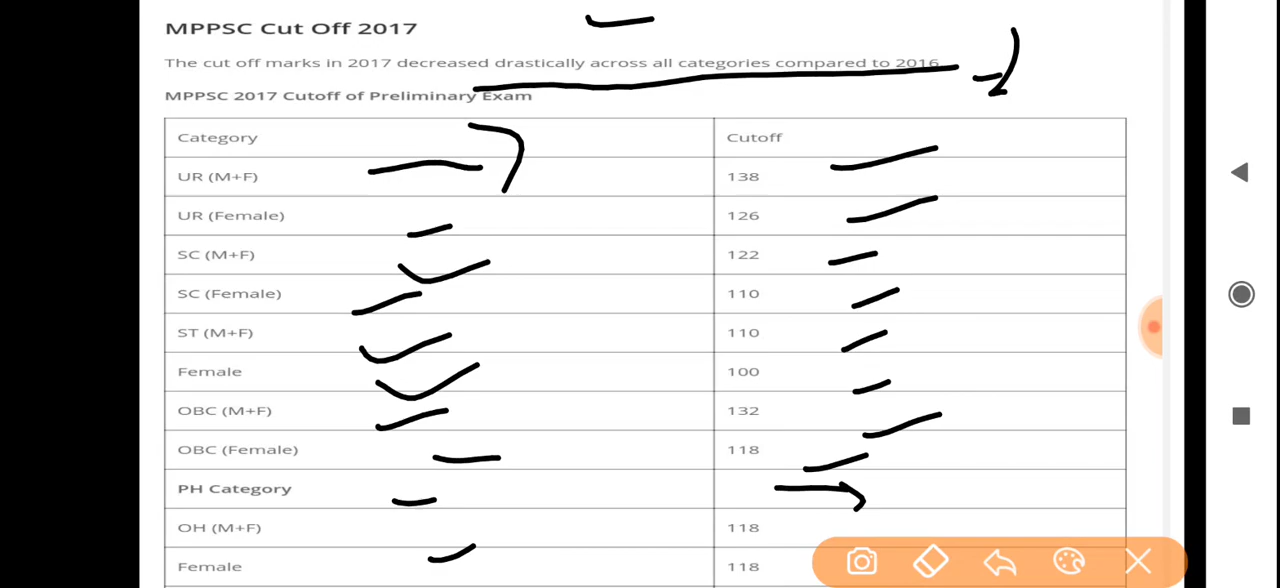 MPPSC Cut Off 2017
The cut off marks in 2017 decreased drastically across all categories compared to 2016.
MPPSC 2017 Cutoff of Preliminary Exam
Category Cutoff
UR (M+F) 138
UR (Female) 126
SC (M+F) 122
SC (Female) 110
ST (M+F) 110
Female 100
OBC (M+F) 132
OBC (Female) 118
PH Category
OH (M+F) 118
Female 118